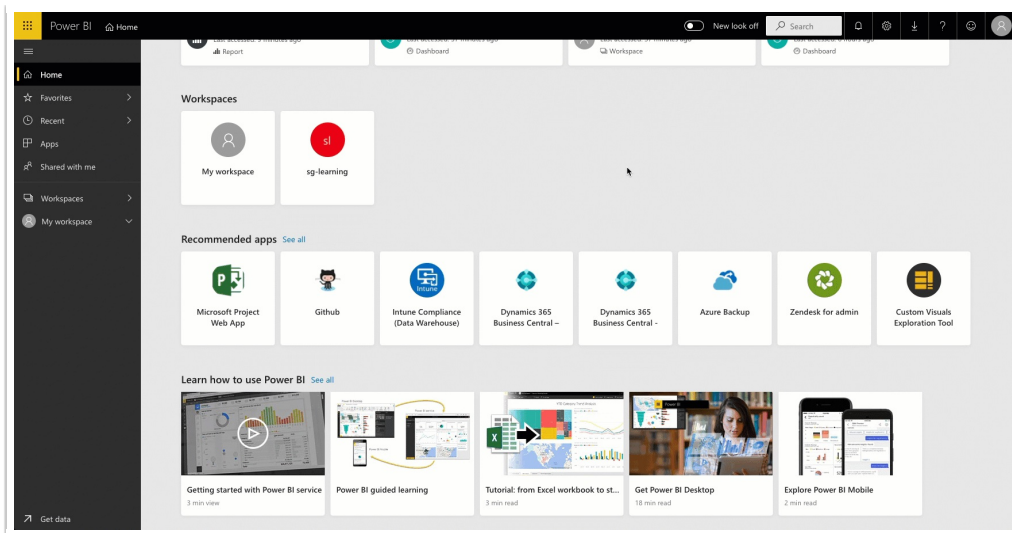 Power BI
Home
New look off
Search
Report
Dashboard
Workspace
Dashboard
Home
Favorites
Recent
Apps
Shared with me
Workspaces
My workspace
Get data
Workspaces
sl
My workspace
sg-learning
Recommended apps See all
P
Intune
Microsoft Project
Web App
Github
Intune Compliance
(Data Warehouse)
Dynamics 365
Business Central –
Dynamics 365
Business Central -
Azure Backup
Zendesk for admin
Custom Visuals
Exploration Tool
Learn how to use Power BI See all
Getting started with Power BI service
3 min view
Power BI guided learning
Tutorial: from Excel workbook to st...
3 min read
Get Power BI Desktop
18 min read
Explore Power BI Mobile
2 min read